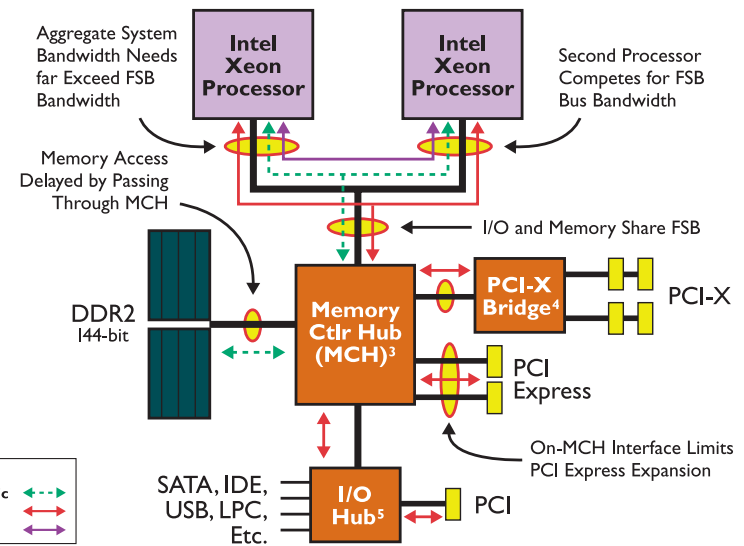 Aggregate System
Bandwidth Needs
far Exceed FSB
Bandwidth
Intel
Xeon
Processor
Intel
Xeon
Processor
Second Processor
Competes for FSB
Bus Bandwidth
Memory Access
Delayed by Passing
Through MCH
I/O and Memory Share FSB
DDR2
144-bit
Memory
Ctlr Hub
(MCH)³
PCI-X
Bridge⁴
PCI-X
PCI
Express
On-MCH Interface Limits
PCI Express Expansion
SATA, IDE,
USB, LPC,
Etc.
I/O
Hub⁵
PCI
c